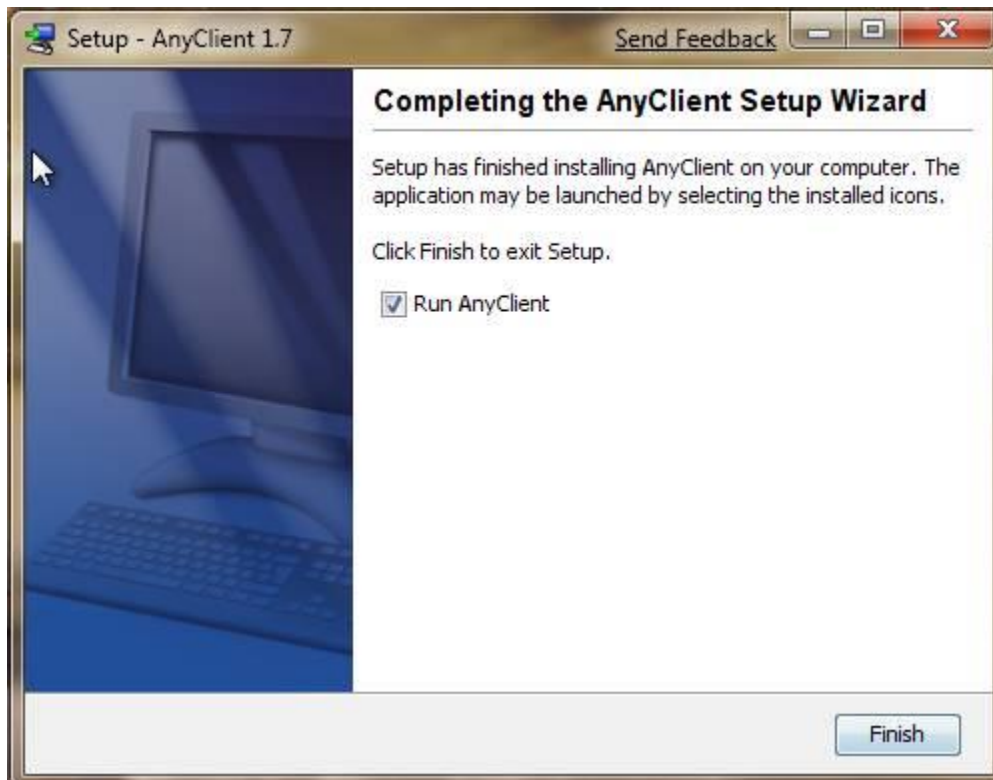 Setup - AnyClient 1.7
Send Feedback
Completing the AnyClient Setup Wizard
Setup has finished installing AnyClient on your computer. The
application may be launched by selecting the installed icons.
Click Finish to exit Setup.
Run AnyClient
Finish